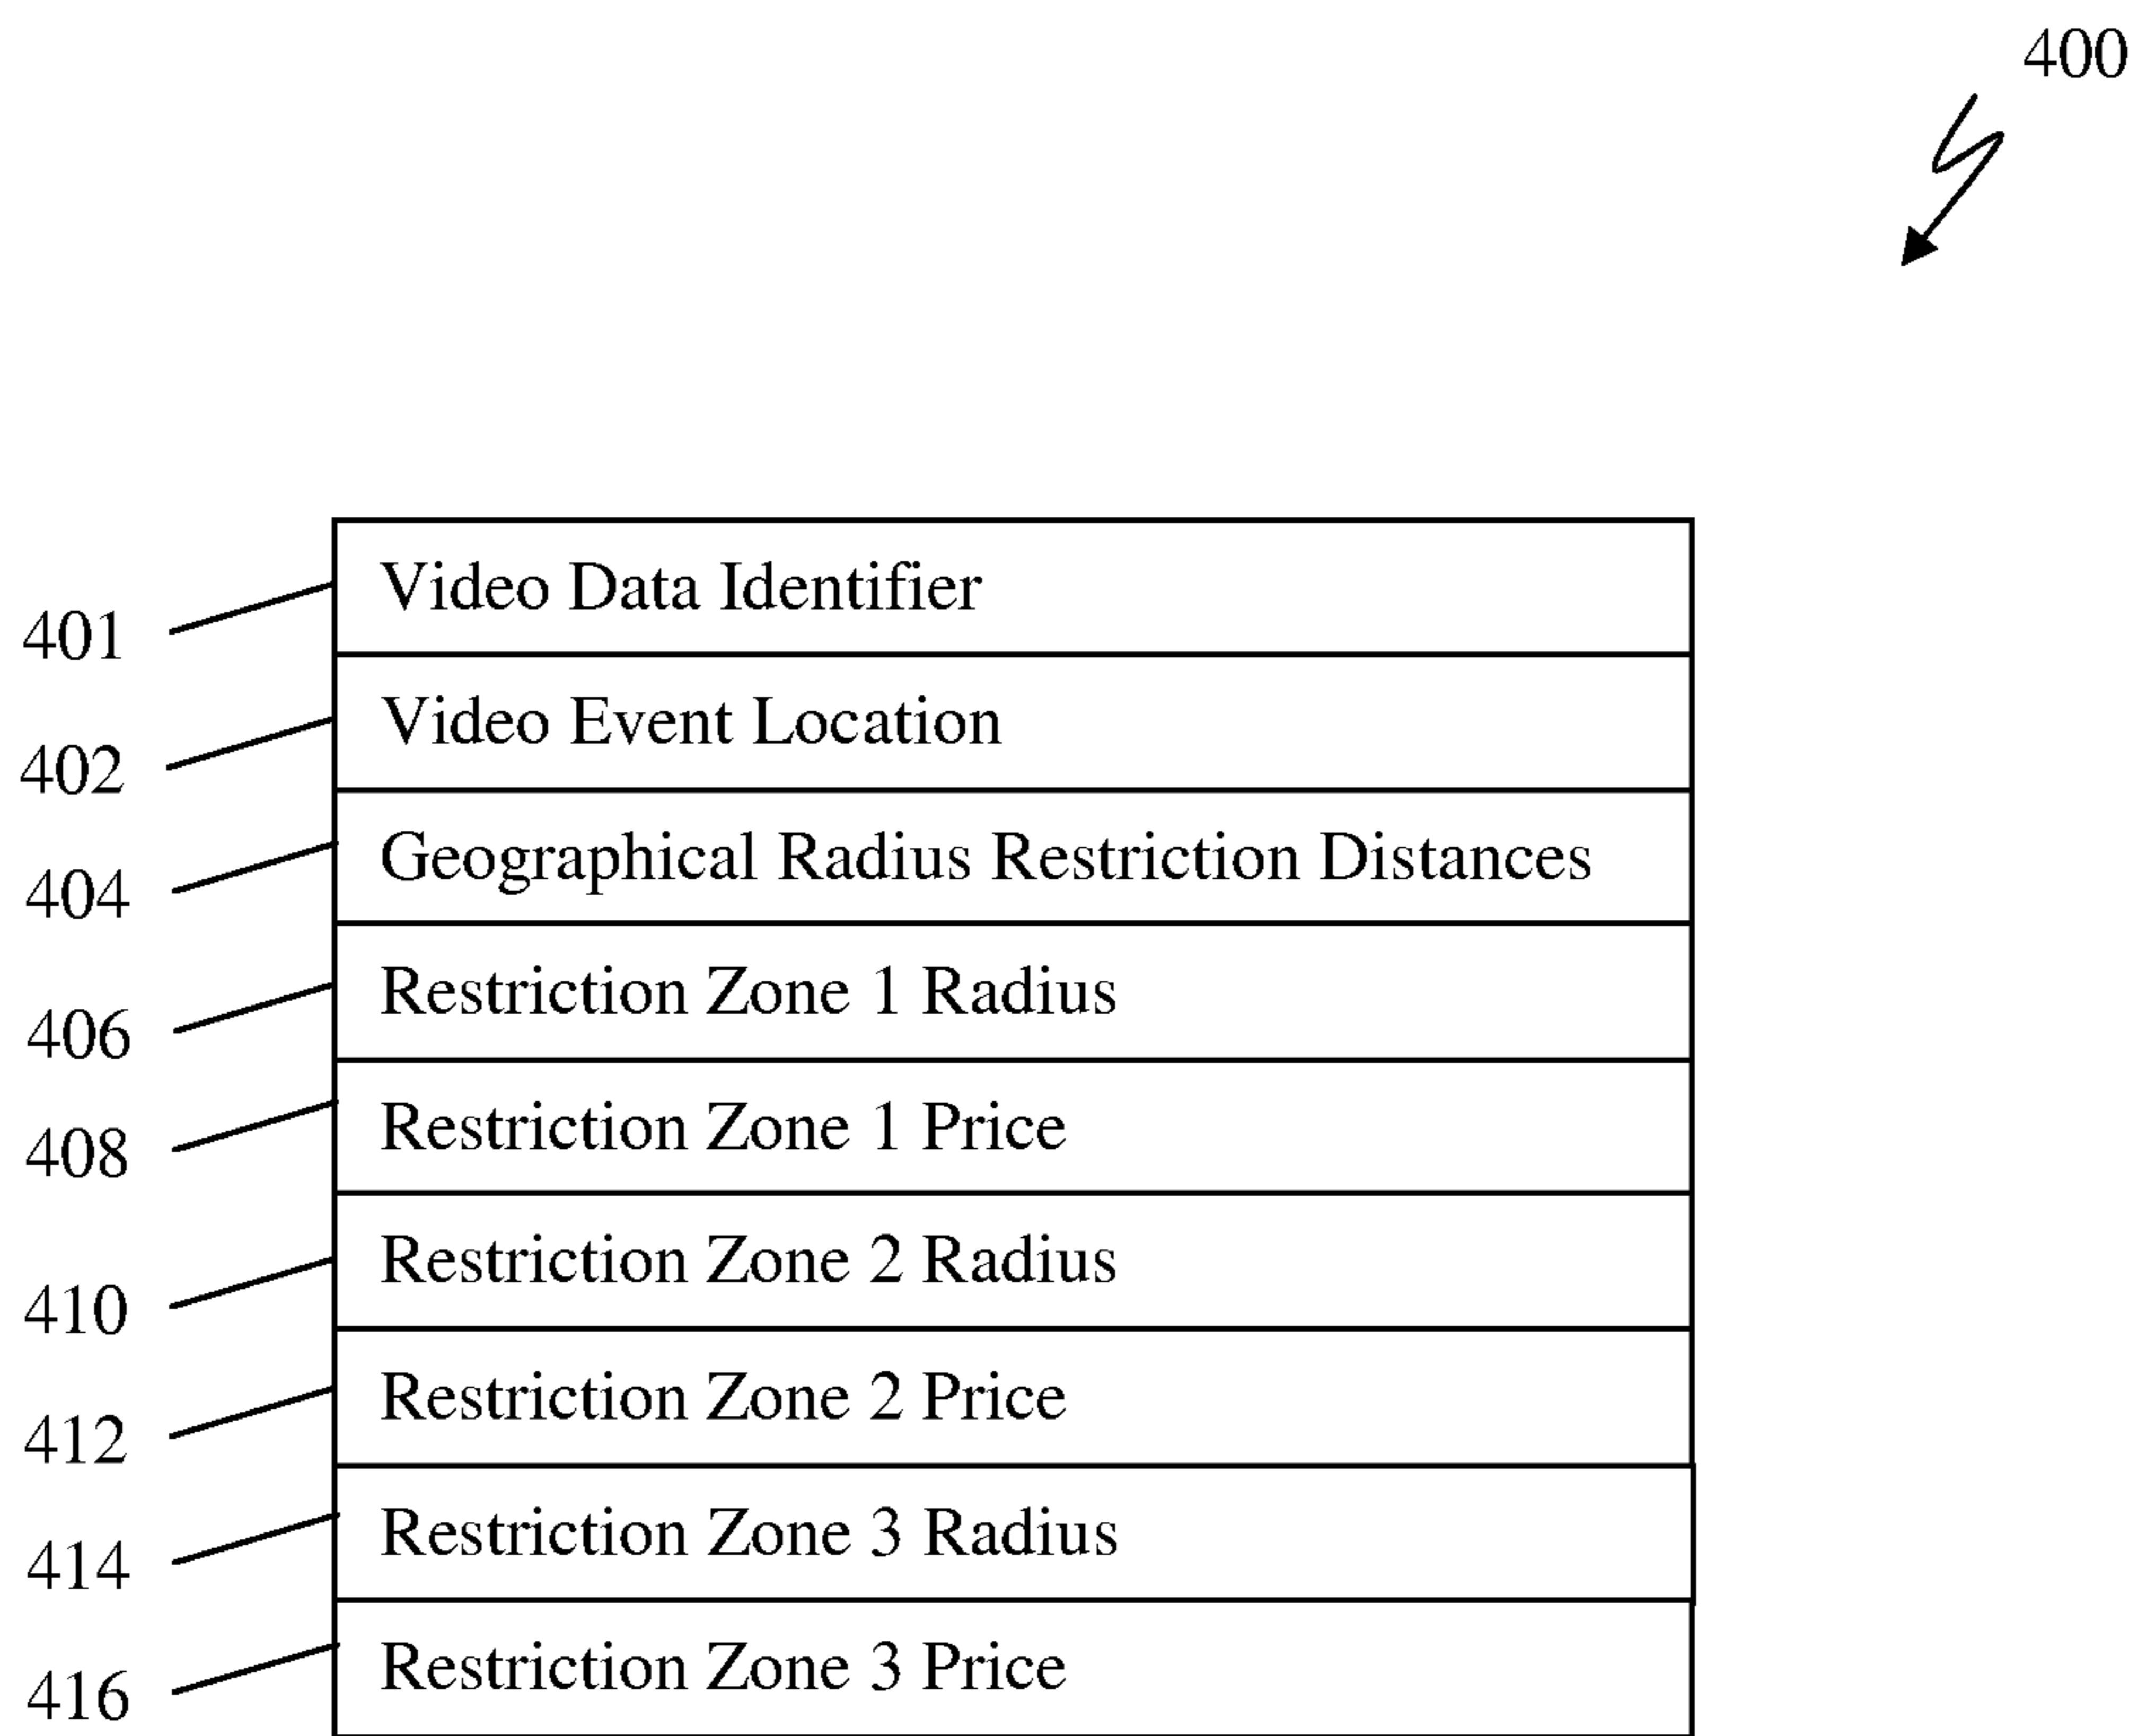 400
401 Video Data Identifier
402 Video Event Location
404 Geographical Radius Restriction Distances
406 Restriction Zone 1 Radius
408 Restriction Zone 1 Price
410 Restriction Zone 2 Radius
412 Restriction Zone 2 Price
414 Restriction Zone 3 Radius
416 Restriction Zone 3 Price